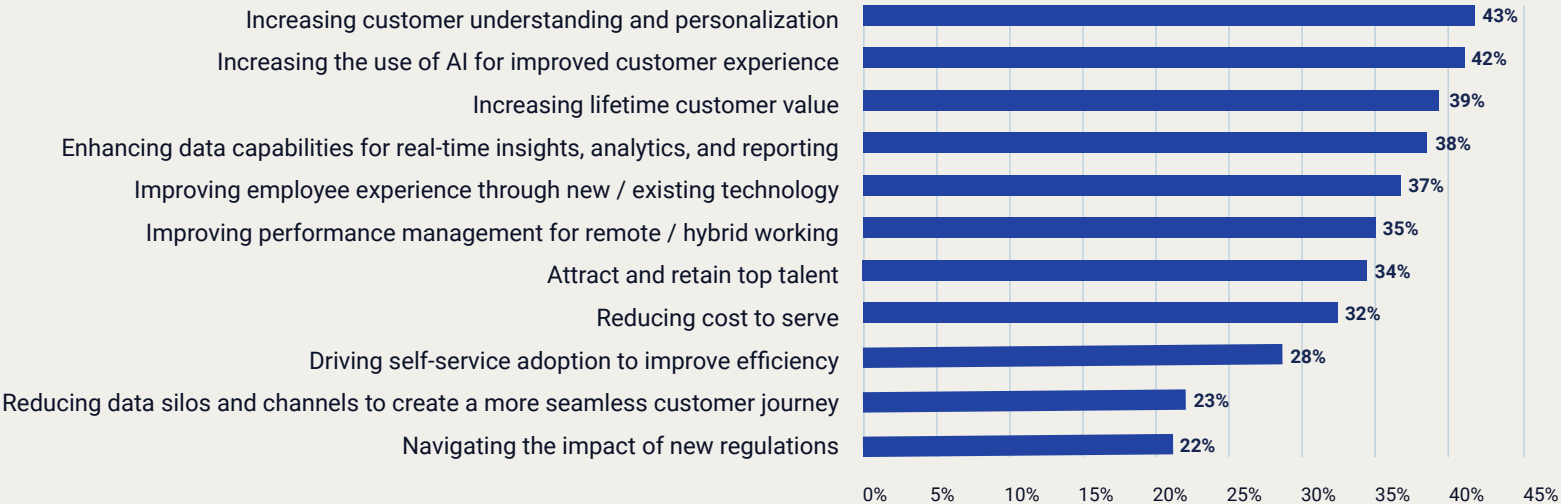 Increasing customer understanding and personalization 43%
Increasing the use of AI for improved customer experience 42%
Increasing lifetime customer value 39%
Enhancing data capabilities for real-time insights, analytics, and reporting 38%
Improving employee experience through new / existing technology 37%
Improving performance management for remote / hybrid working 35%
Attract and retain top talent 34%
Reducing cost to serve 32%
Driving self-service adoption to improve efficiency 28%
Reducing data silos and channels to create a more seamless customer journey 23%
Navigating the impact of new regulations 22%
0% 5% 10% 15% 20% 25% 30% 35% 40% 45%